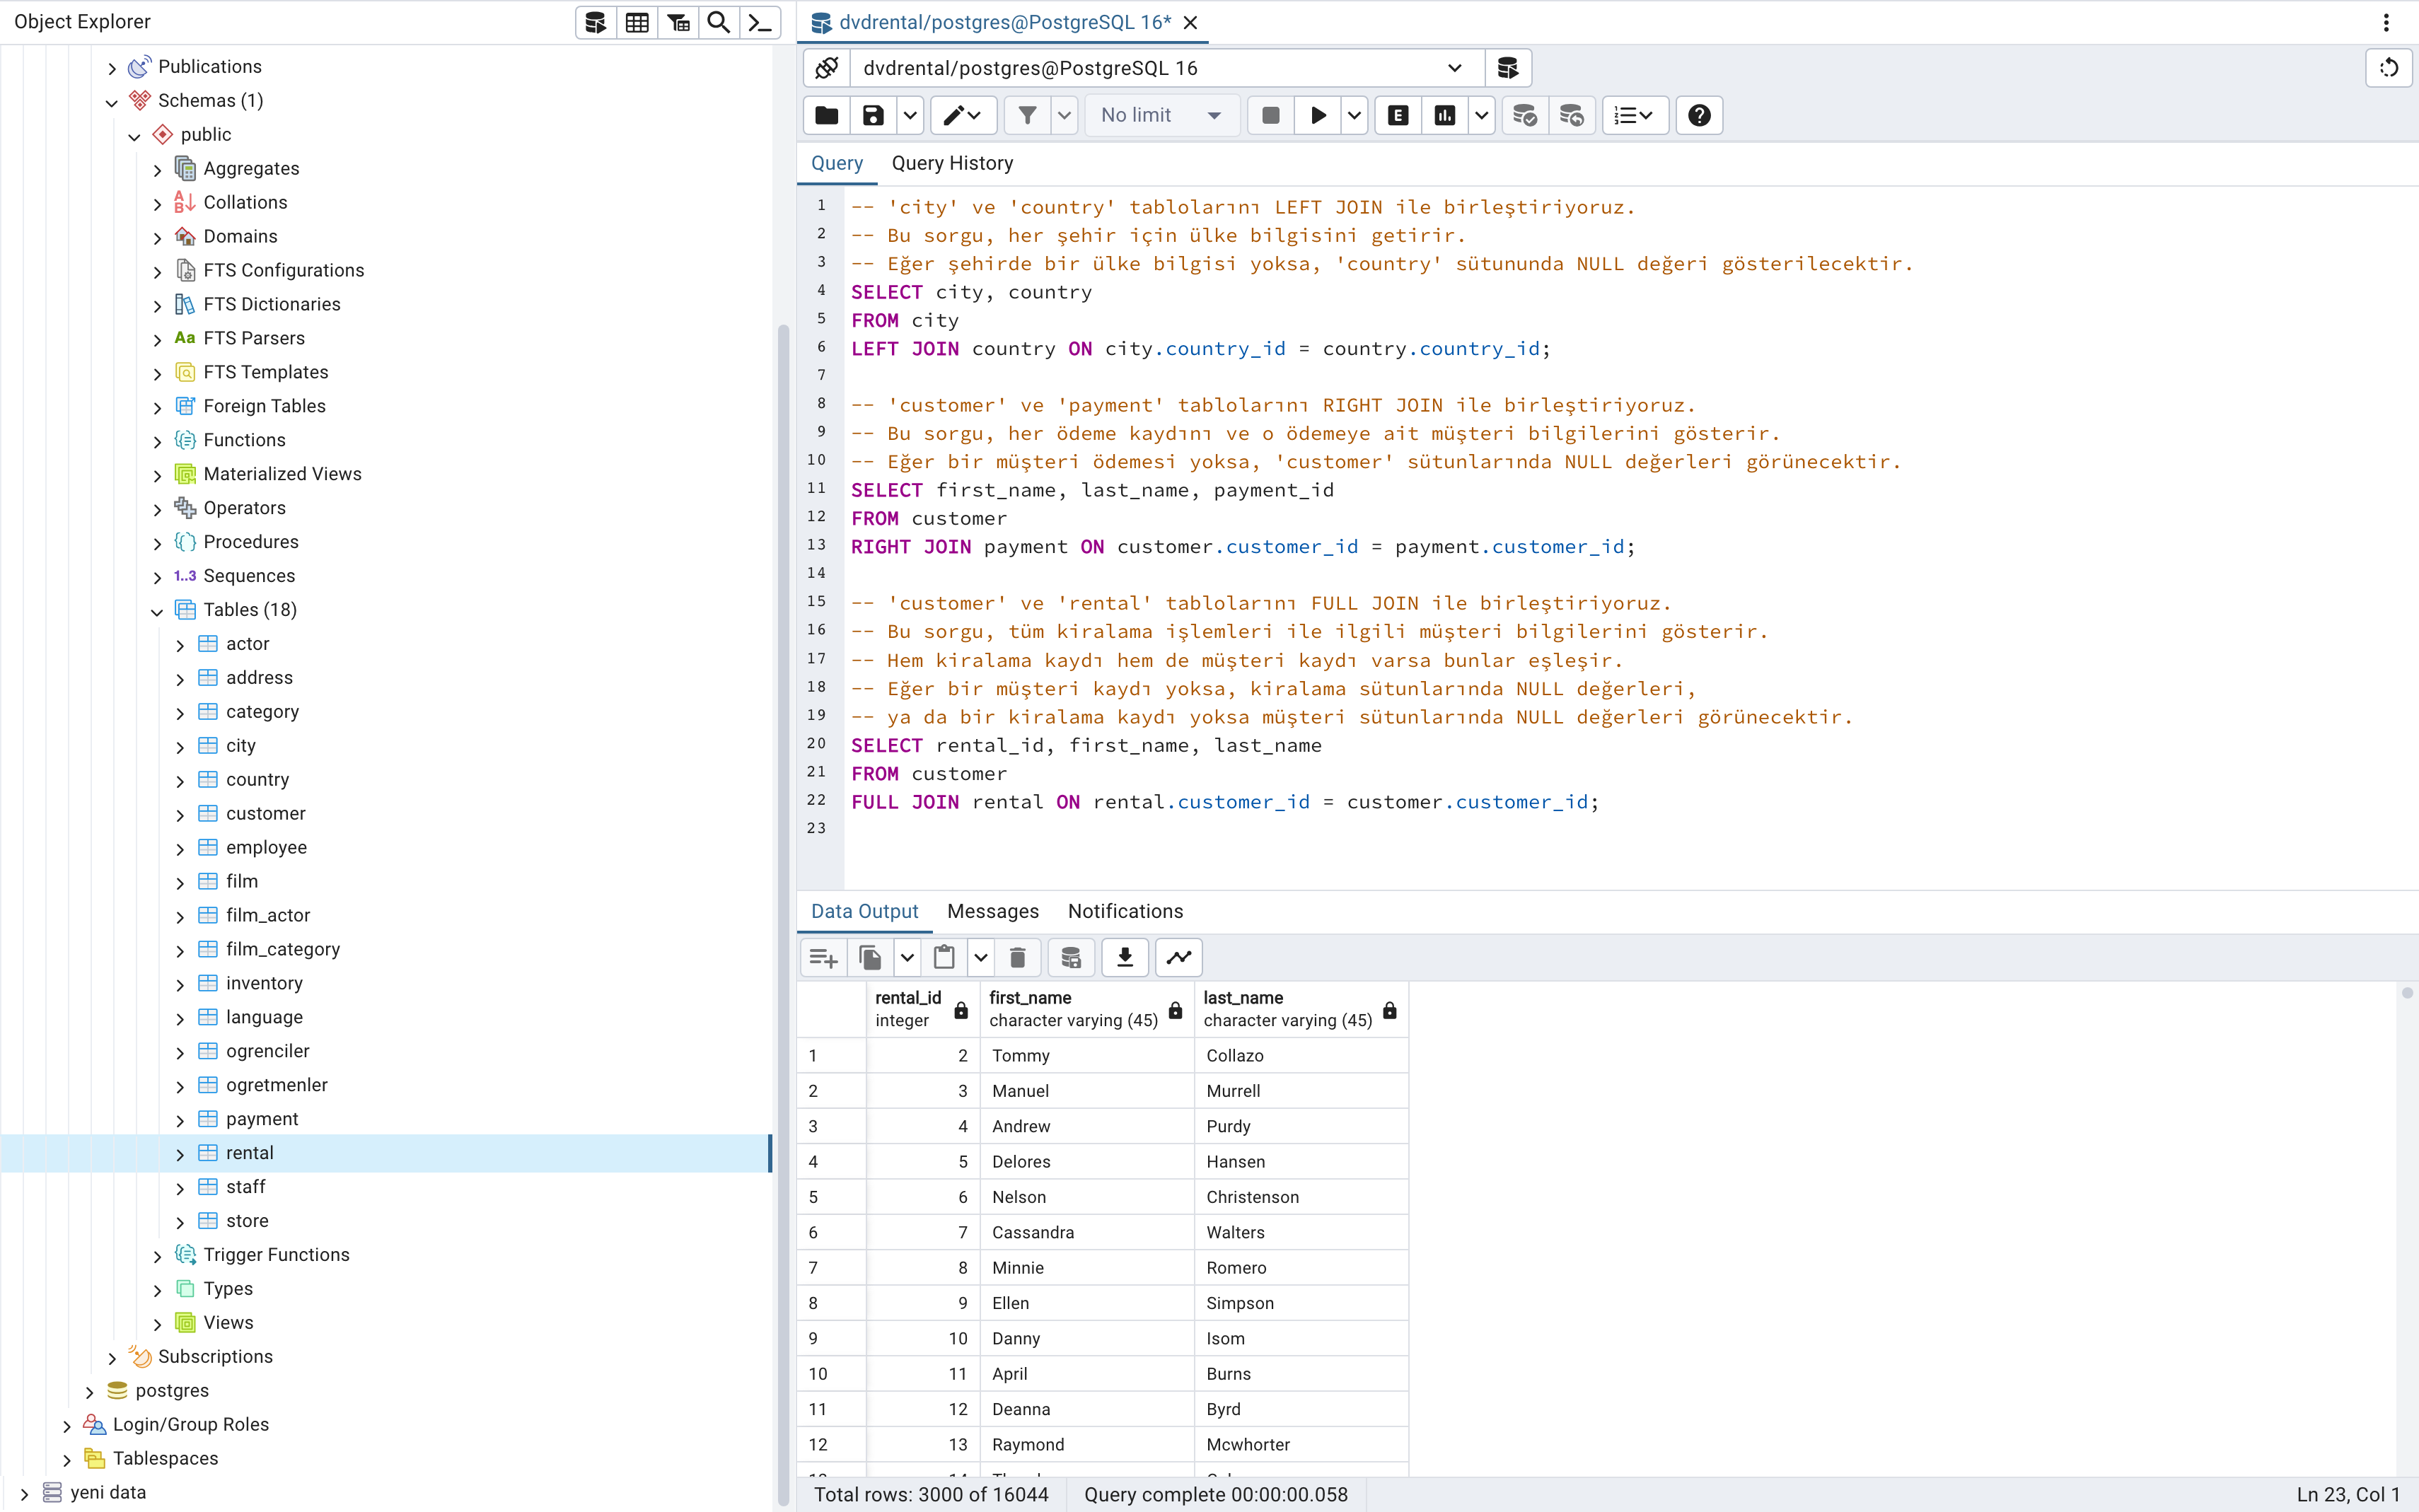 Object Explorer
Publications
Schemas (1)
public
Aggregates
Collations
Domains
FTS Configurations
FTS Dictionaries
Aa FTS Parsers
FTS Templates
Foreign Tables
Functions
Materialized Views
Operators
Procedures
1..3 Sequences
Tables (18)
actor
address
category
city
country
customer
employee
film
film_actor
film_category
inventory
language
ogrenciler
ogretmenler
payment
rental
staff
store
Trigger Functions
Types
Views
Subscriptions
postgres
Login/Group Roles
Tablespaces
yeni data
dvdrental/postgres@PostgreSQL 16*
dvdrental/postgres@PostgreSQL 16
No limit
E
Query Query History
1 -- 'city' ve 'country' tablolarını LEFT JOIN ile birleştiriyoruz.
2 -- Bu sorgu, her şehir için ülke bilgisini getirir.
3 -- Eğer şehirde bir ülke bilgisi yoksa, 'country' sütununda NULL değeri gösterilecektir.
4 SELECT city, country
5 FROM city
6 LEFT JOIN country ON city.country_id = country.country_id;
7
8 -- 'customer' ve 'payment' tablolarını RIGHT JOIN ile birleştiriyoruz.
9 -- Bu sorgu, her ödeme kaydını ve o ödemeye ait müşteri bilgilerini gösterir.
10 -- Eğer bir müşteri ödemesi yoksa, 'customer' sütunlarında NULL değerleri görünecektir.
11 SELECT first_name, last_name, payment_id
12 FROM customer
13 RIGHT JOIN payment ON customer.customer_id = payment.customer_id;
14
15 -- 'customer' ve 'rental' tablolarını FULL JOIN ile birleştiriyoruz.
16 -- Bu sorgu, tüm kiralama işlemleri ile ilgili müşteri bilgilerini gösterir.
17 -- Hem kiralama kaydı hem de müşteri kaydı varsa bunlar eşleşir.
18 -- Eğer bir müşteri kaydı yoksa, kiralama sütunlarında NULL değerleri,
19 -- ya da bir kiralama kaydı yoksa müşteri sütunlarında NULL değerleri görünecektir.
20 SELECT rental_id, first_name, last_name
21 FROM customer
22 FULL JOIN rental ON rental.customer_id = customer.customer_id;
23
Data Output Messages Notifications
rental_id first_name last_name
integer character varying (45) character varying (45)
1 2 Tommy Collazo
2 3 Manuel Murrell
3 4 Andrew Purdy
4 5 Delores Hansen
5 6 Nelson Christenson
6 7 Cassandra Walters
7 8 Minnie Romero
8 9 Ellen Simpson
9 10 Danny Isom
10 11 April Burns
11 12 Deanna Byrd
12 13 Raymond Mcwhorter
Total rows: 3000 of 16044 Query complete 00:00:00.058 Ln 23, Col 1